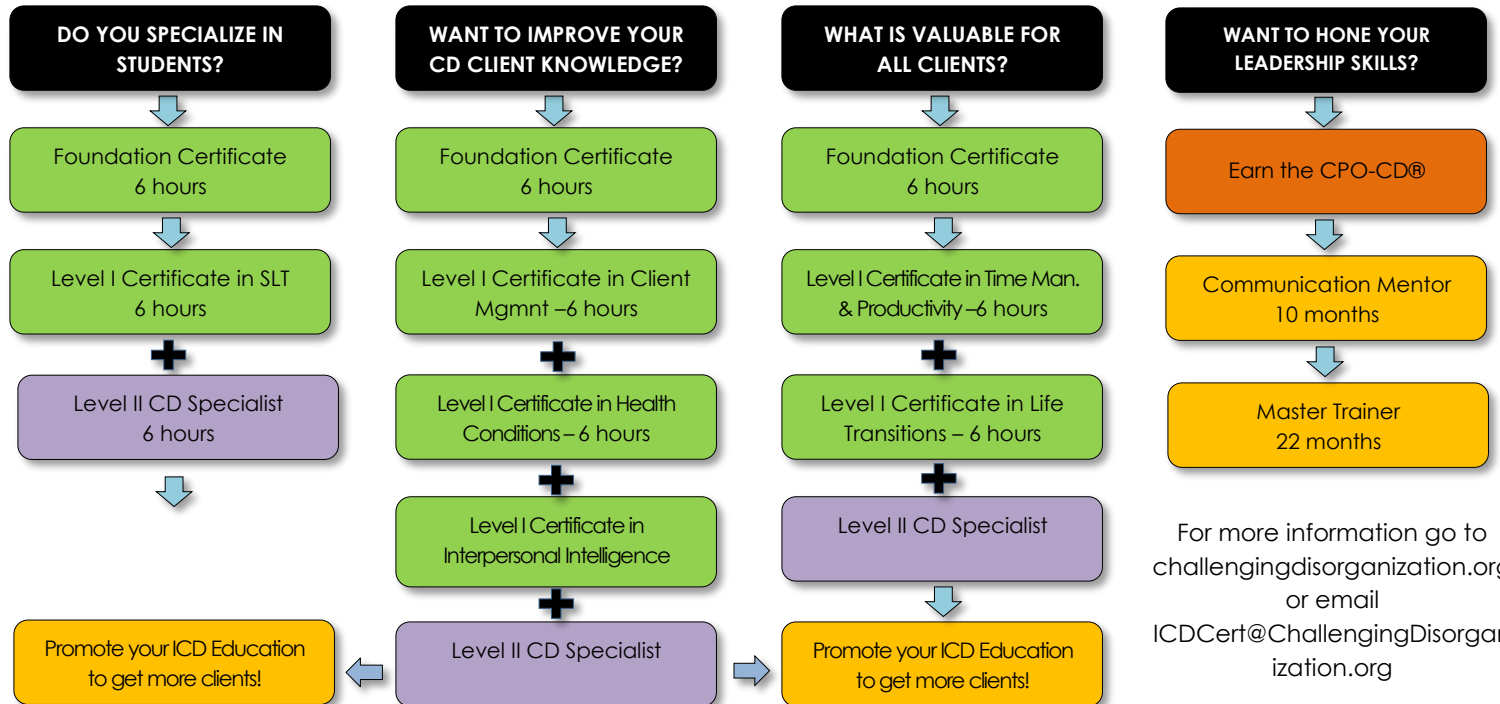 DO YOU SPECIALIZE IN
STUDENTS?
Foundation Certificate
6 hours
Level I Certificate in SLT
6 hours
Level II CD Specialist
6 hours
Promote your ICD Education
to get more clients!
WANT TO IMPROVE YOUR
CD CLIENT KNOWLEDGE?
Foundation Certificate
6 hours
Level I Certificate in Client
Mgmnt –6 hours
Level I Certificate in Health
Conditions – 6 hours
Level I Certificate in
Interpersonal Intelligence
Level II CD Specialist
WHAT IS VALUABLE FOR
ALL CLIENTS?
Foundation Certificate
6 hours
Level I Certificate in Time Man.
& Productivity –6 hours
Level I Certificate in Life
Transitions – 6 hours
Level II CD Specialist
Promote your ICD Education
to get more clients!
WANT TO HONE YOUR
LEADERSHIP SKILLS?
Earn the CPO-CD®
Communication Mentor
10 months
Master Trainer
22 months
For more information go to
challengingdisorganization.org
or email
ICDCert@ChallengingDisorgan
ization.org